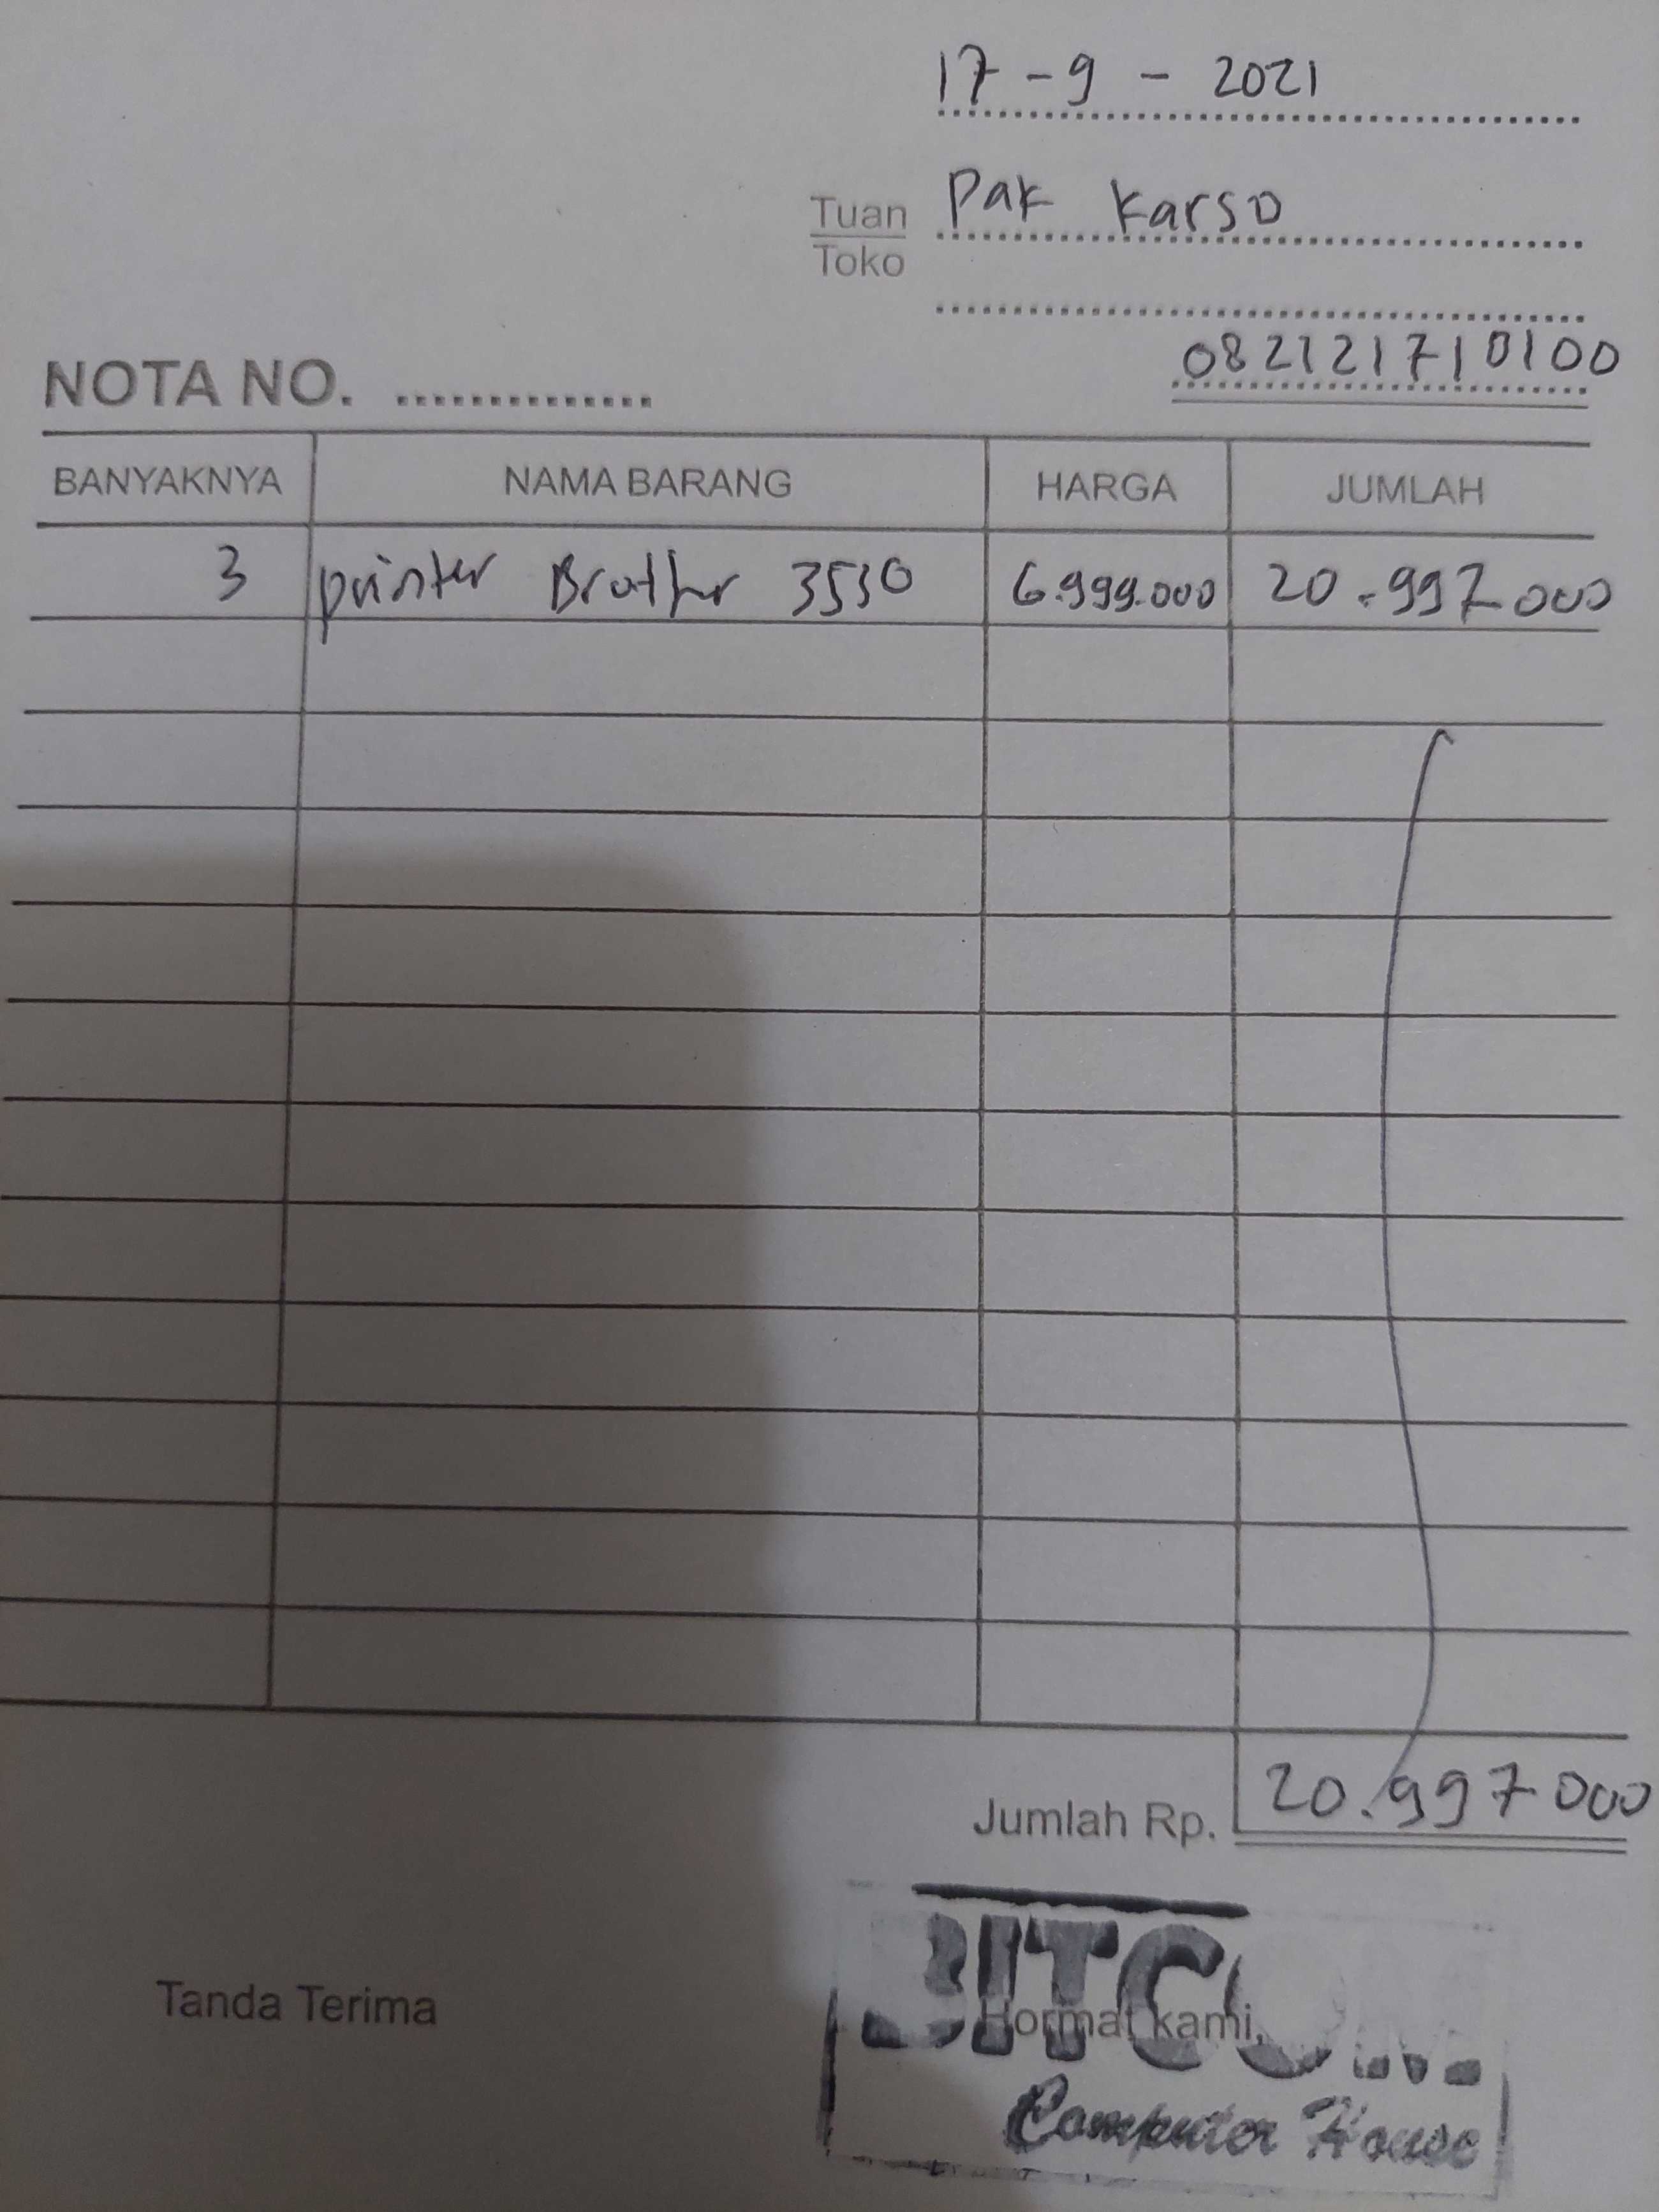 17 - 9 - 2021
Tuan Pak Karso
Toko
082121710100
NOTA NO. ..............
BANYAKNYA NAMA BARANG HARGA JUMLAH
3 printer Brother 3530 6.999.000 20.997.000
Jumlah Rp. 20.997 000
Tanda Terima Hormat kami,
BITCOM
Computer House